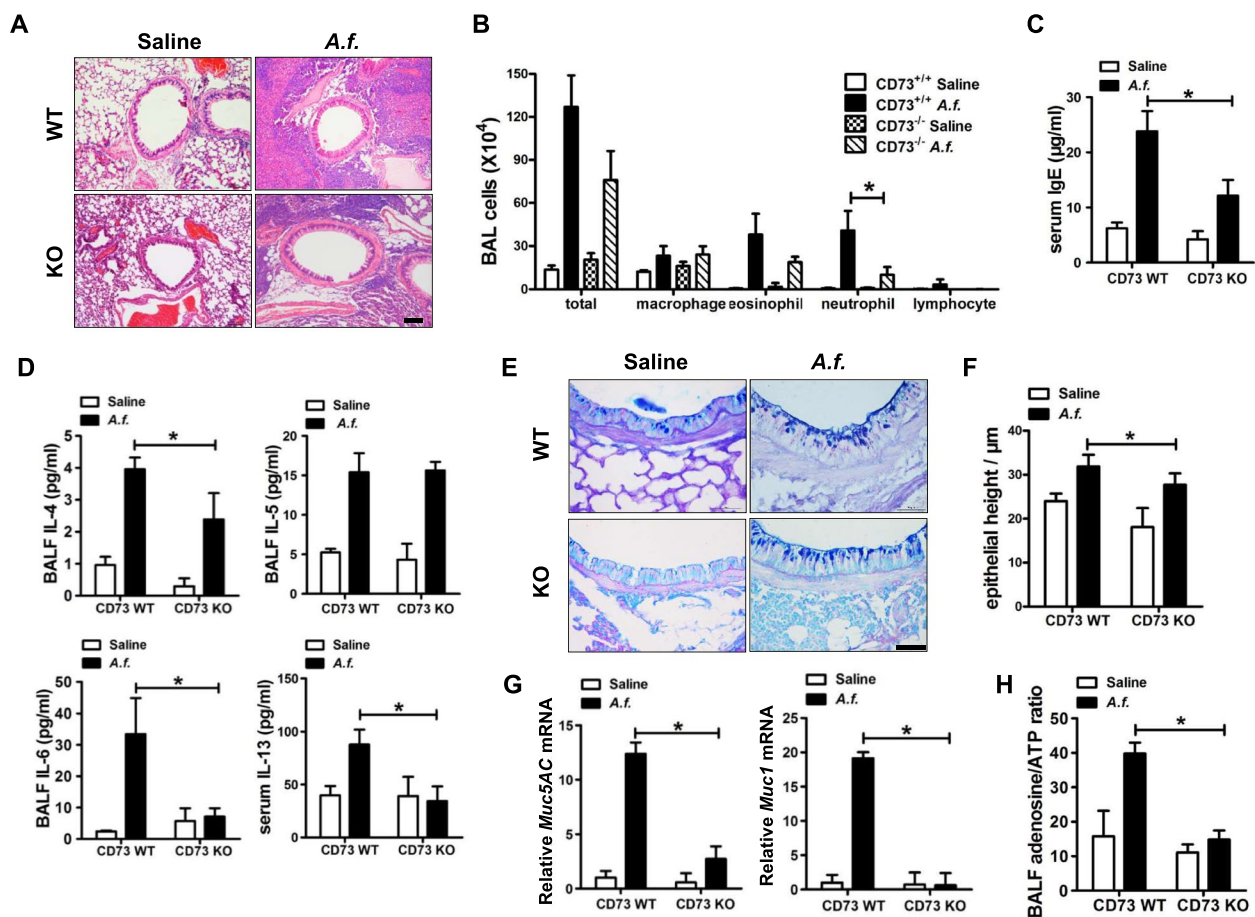 A
Saline
A.f.
WT
KO
B
BAL cells (X10⁴)
150
120
90
60
30
0
total
macrophage
eosinophil
neutrophil
lymphocyte
CD73⁺/⁺ Saline
CD73⁺/⁺ A.f.
CD73⁻/⁻ Saline
CD73⁻/⁻ A.f.
*
C
Saline
A.f.
serum IgE (µg/ml)
30
20
10
0
*
CD73 WT
CD73 KO
D
Saline
A.f.
BALF IL-4 (pg/ml)
5
4
3
2
1
0
*
CD73 WT
CD73 KO
Saline
A.f.
BALF IL-5 (pg/ml)
20
15
10
5
0
CD73 WT
CD73 KO
Saline
A.f.
BALF IL-6 (pg/ml)
50
40
30
20
10
0
*
CD73 WT
CD73 KO
Saline
A.f.
serum IL-13 (pg/ml)
150
100
50
0
*
CD73 WT
CD73 KO
E
Saline
A.f.
WT
KO
F
Saline
A.f.
epithelial height / µm
40
30
20
10
0
*
CD73 WT
CD73 KO
G
Saline
A.f.
Relative Muc5AC mRNA
15
10
5
0
*
CD73 WT
CD73 KO
Saline
A.f.
Relative Muc1 mRNA
25
20
15
10
5
0
*
CD73 WT
CD73 KO
H
Saline
A.f.
BALF adenosine/ATP ratio
50
40
30
20
10
0
*
CD73 WT
CD73 KO